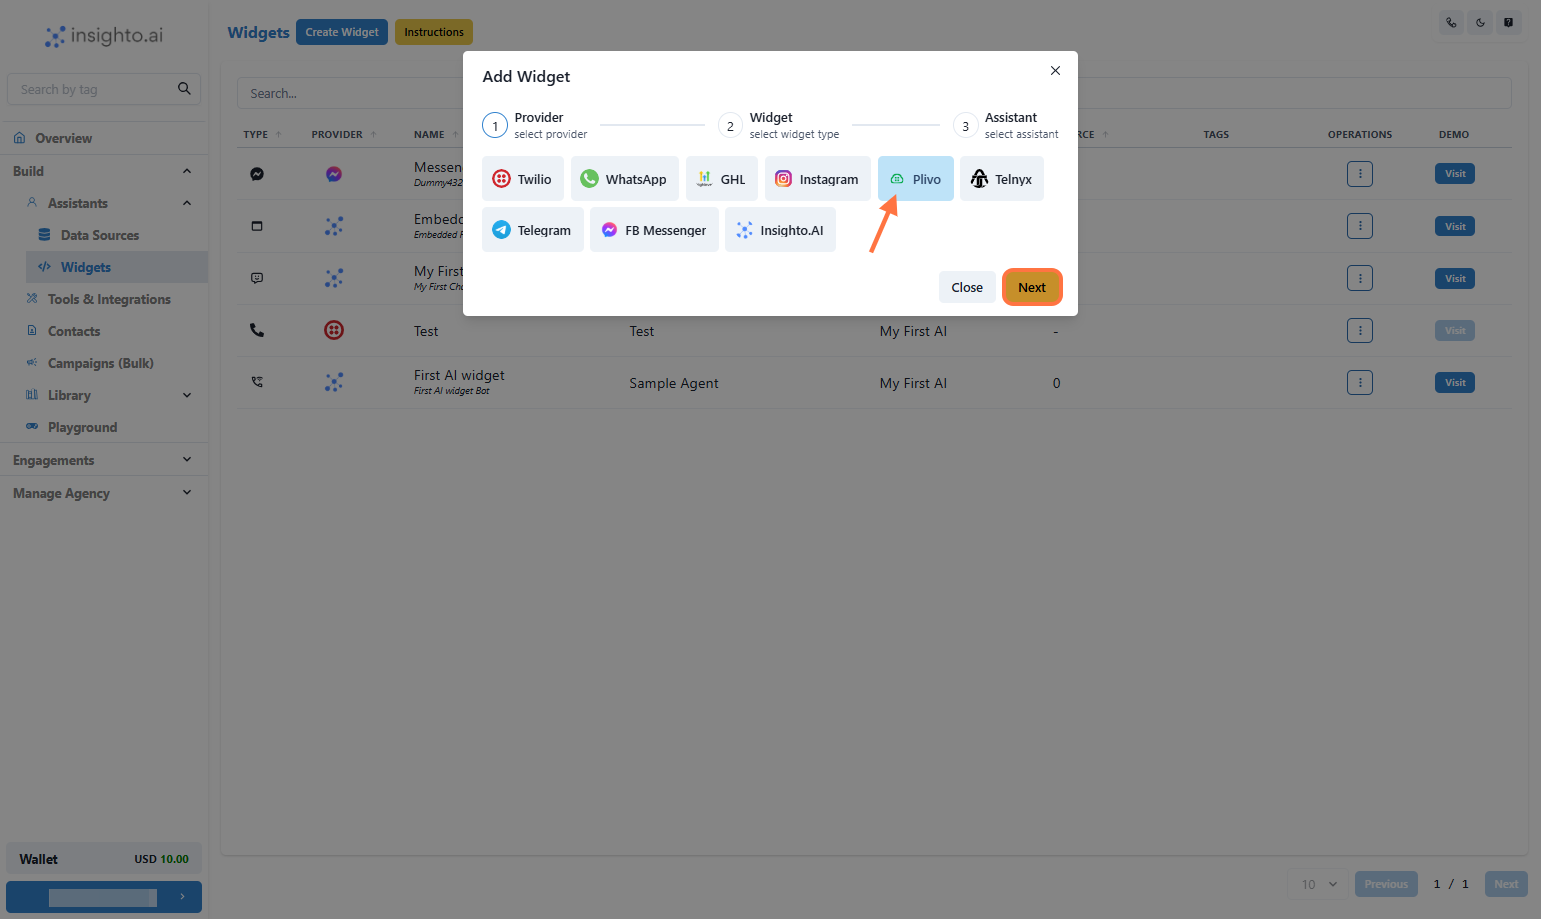 insighto.ai
Search by tag
Overview
Build
Assistants
Data Sources
Widgets
Tools & Integrations
Contacts
Campaigns (Bulk)
Library
Playground
Engagements
Manage Agency
Wallet USD 10.00
Widgets Create Widget Instructions
Search...
TYPE PROVIDER NAME RCE TAGS OPERATIONS DEMO
Messen
Dummy432
Visit
Embedd
Embedded
Visit
My First
My First Ch
Visit
Test Test My First AI - Visit
First AI widget
First AI widget Bot
Sample Agent My First AI 0 Visit
Add Widget
1 Provider
select provider
2 Widget
select widget type
3 Assistant
select assistant
Twilio WhatsApp GHL Instagram Plivo Telnyx
Telegram FB Messenger Insighto.AI
Close Next
10 Previous 1 / 1 Next